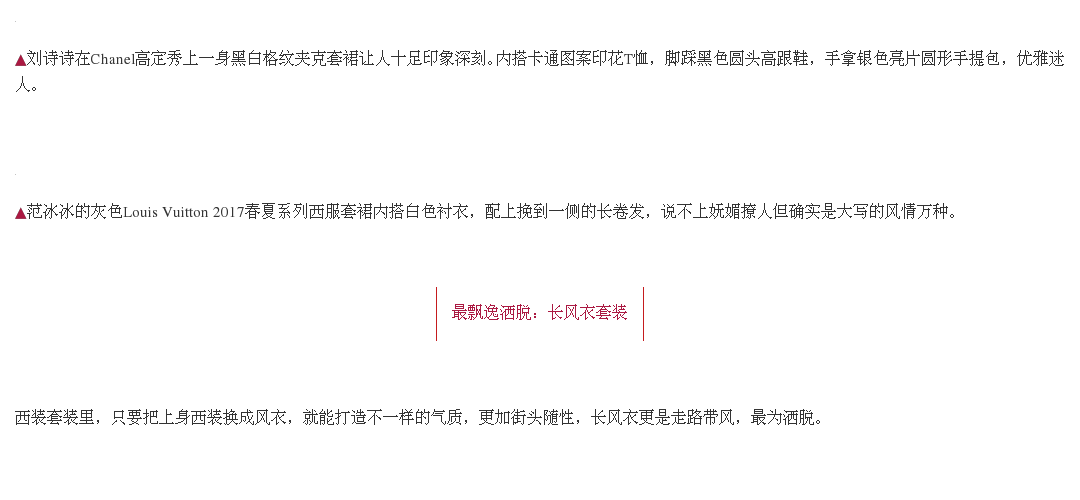 ▲刘诗诗在Chanel高定秀上一身黑白格纹夹克套裙让人十足印象深刻。内搭卡通图案印花T恤，脚踩黑色圆头高跟鞋，手拿银色亮片圆形手提包，优雅迷
人。
▲范冰冰的灰色Louis Vuitton 2017春夏系列西服套裙内搭白色衬衣，配上挽到一侧的长卷发，说不上妩媚撩人但确实是大写的风情万种。
最飘逸洒脱：长风衣套装
西装套装里，只要把上身西装换成风衣，就能打造不一样的气质，更加街头随性，长风衣更是走路带风，最为洒脱。